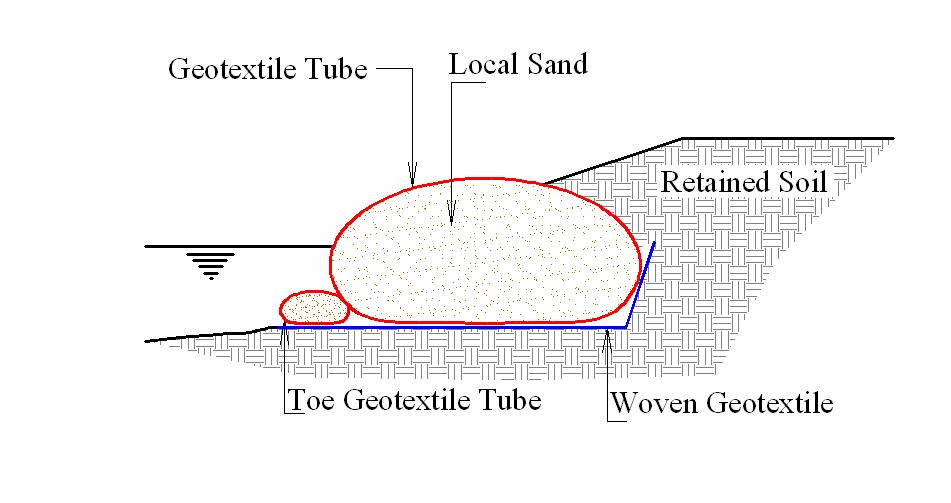 Geotextile Tube
Local Sand
Retained Soil
Toe Geotextile Tube
Woven Geotextile